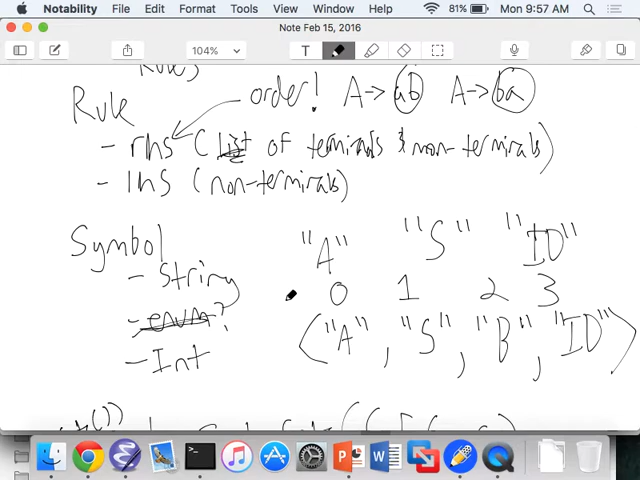 Notability File Edit View Window Help 81% Mon 9:57 AM
Note Feb 15, 2016
104% T
Rules
Rule order! A→ab A→ba
- rhs (List of terminals & non-terminals)
- lhs (non-terminals)
Symbol "A" "S" "ID"
- String
0 1 2 3
- enum?
<"A", "S", "B", "ID">
- Int